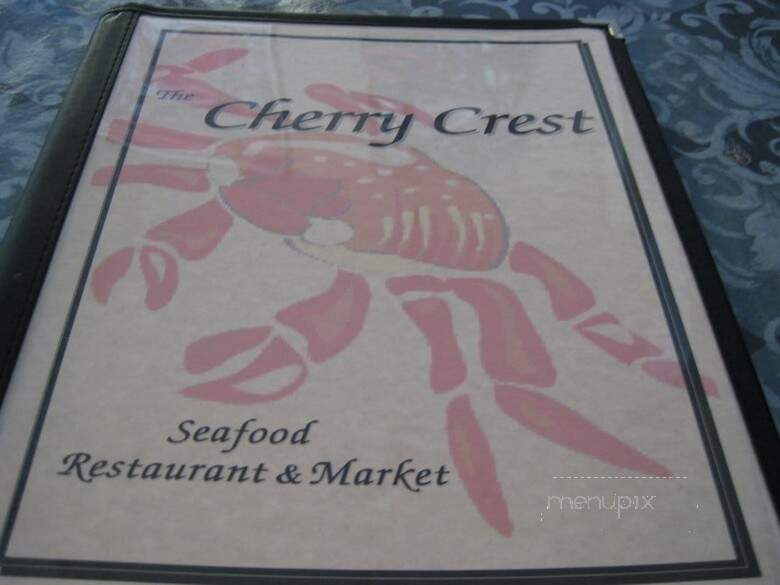 The
Cherry Crest
Seafood
Restaurant & Market
menupix